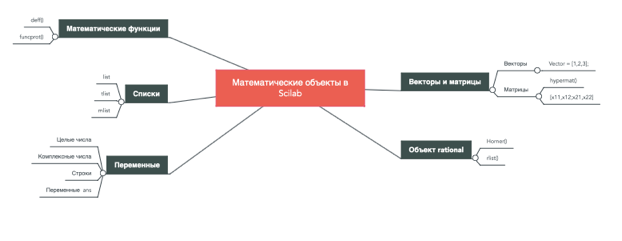 Математические объекты в
Scilab
Математические функции
deff()
funcprot()
Списки
list
tlist
mlist
Переменные
Целые числа
Комплексные числа
Строки
Переменные ans
Векторы и матрицы
Векторы
Vector = [1,2,3];
Матрицы
hypermat()
[x11,x12;x21,x22]
Объект rational
Horner()
rlist()